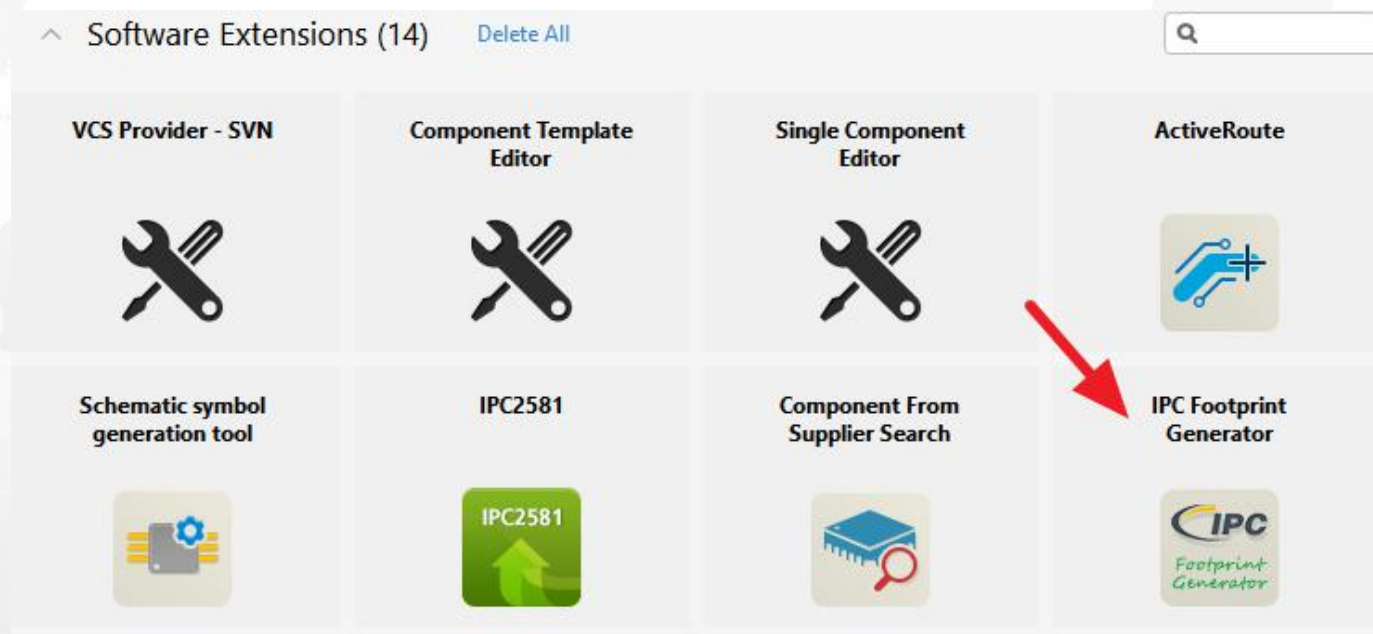 Software Extensions (14) Delete All
VCS Provider - SVN
Component Template
Editor
Single Component
Editor
ActiveRoute
Schematic symbol
generation tool
IPC2581
IPC2581
Component From
Supplier Search
IPC Footprint
Generator
IPC
Footprint
Generator